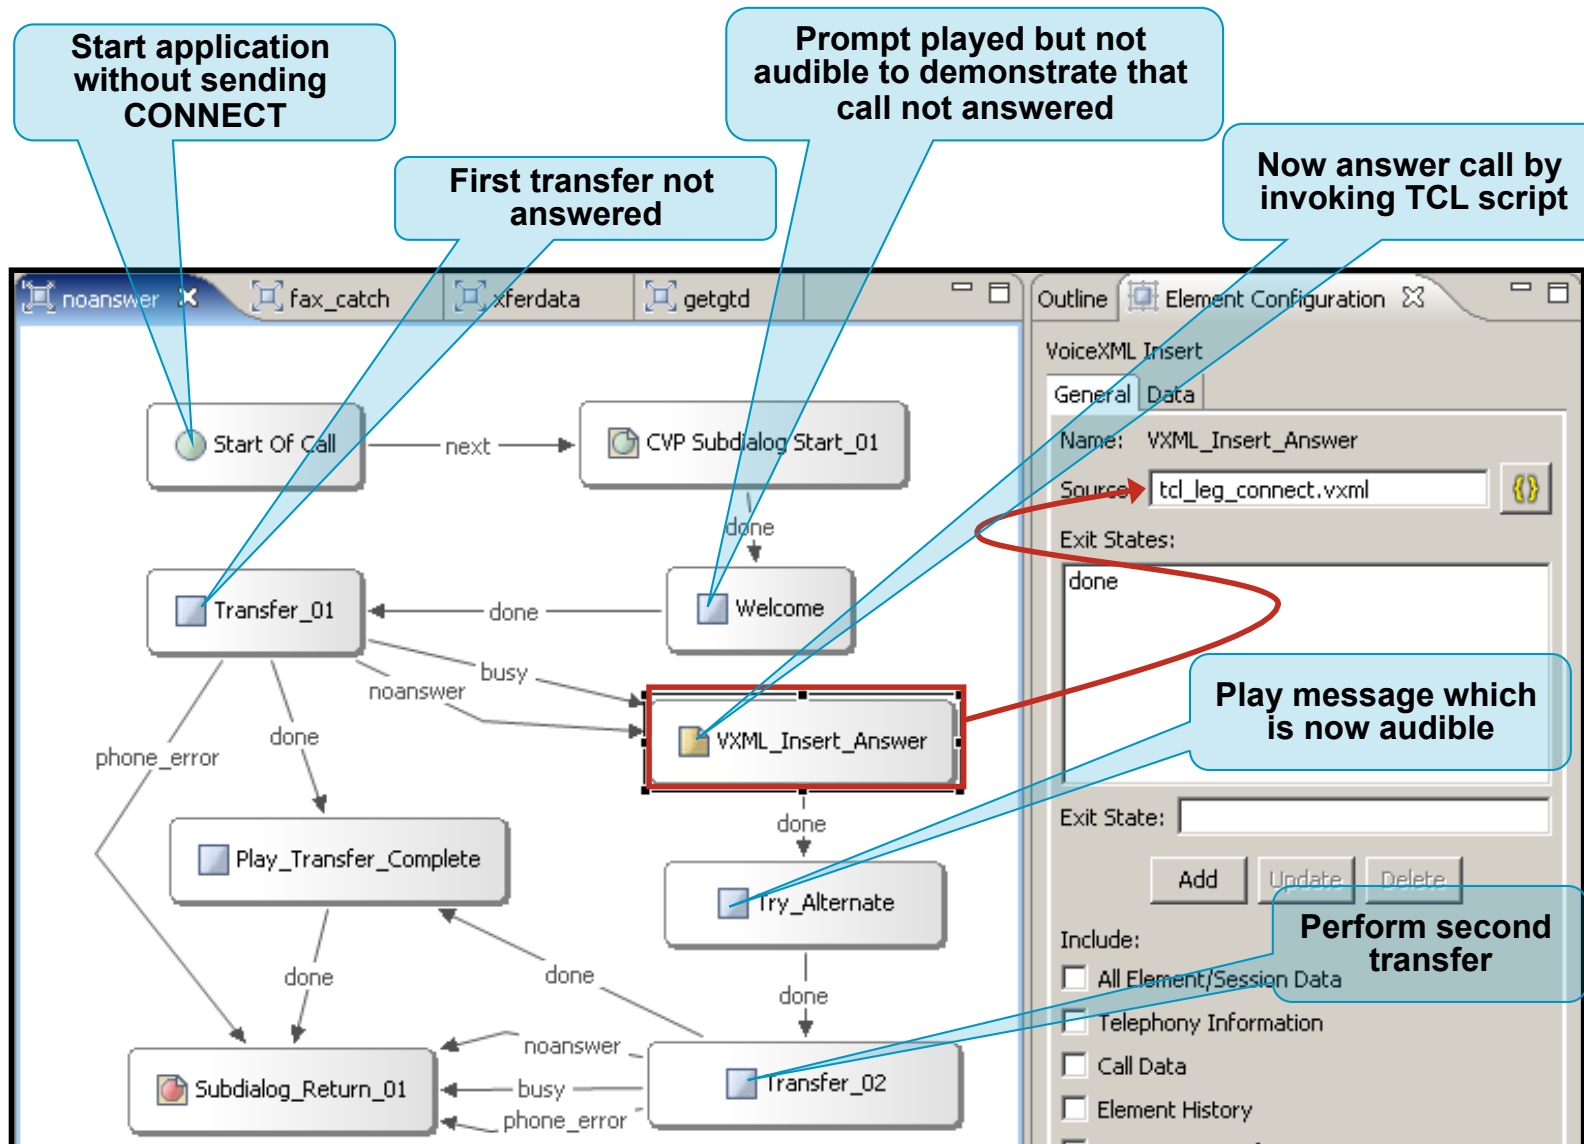 Start application
without sending
CONNECT
Prompt played but not
audible to demonstrate that
call not answered
First transfer not
answered
Now answer call by
invoking TCL script
noanswer
fax_catch
xferdata
getgtd
Outline
Element Configuration
VoiceXML Insert
General
Data
Start Of Call
next
CVP Subdialog Start_01
Name:
VXML_Insert_Answer
Source:
tcl_leg_connect.vxml
done
Exit States:
done
Transfer_01
done
Welcome
busy
noanswer
VXML_Insert_Answer
Play message which
is now audible
done
phone_error
done
Exit State:
Play_Transfer_Complete
Add
Update
Delete
Try_Alternate
Perform second
transfer
Include:
All Element/Session Data
done
done
done
Telephony Information
noanswer
Call Data
Subdialog_Return_01
busy
Transfer_02
phone_error
Element History